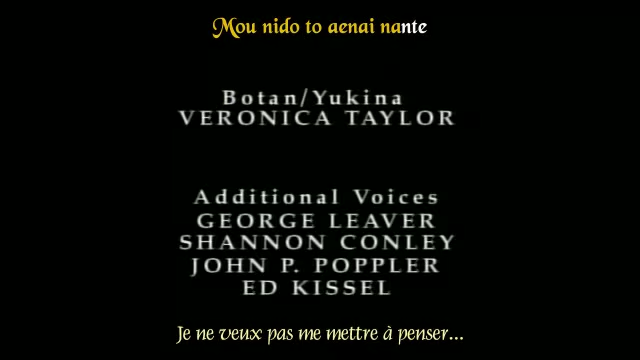 Mou nido to aenai nante
Botan/Yukina
VERONICA TAYLOR
Additional Voices
GEORGE LEAVER
SHANNON CONLEY
JOHN P. POPPLER
ED KISSEL
Je ne veux pas me mettre à penser...